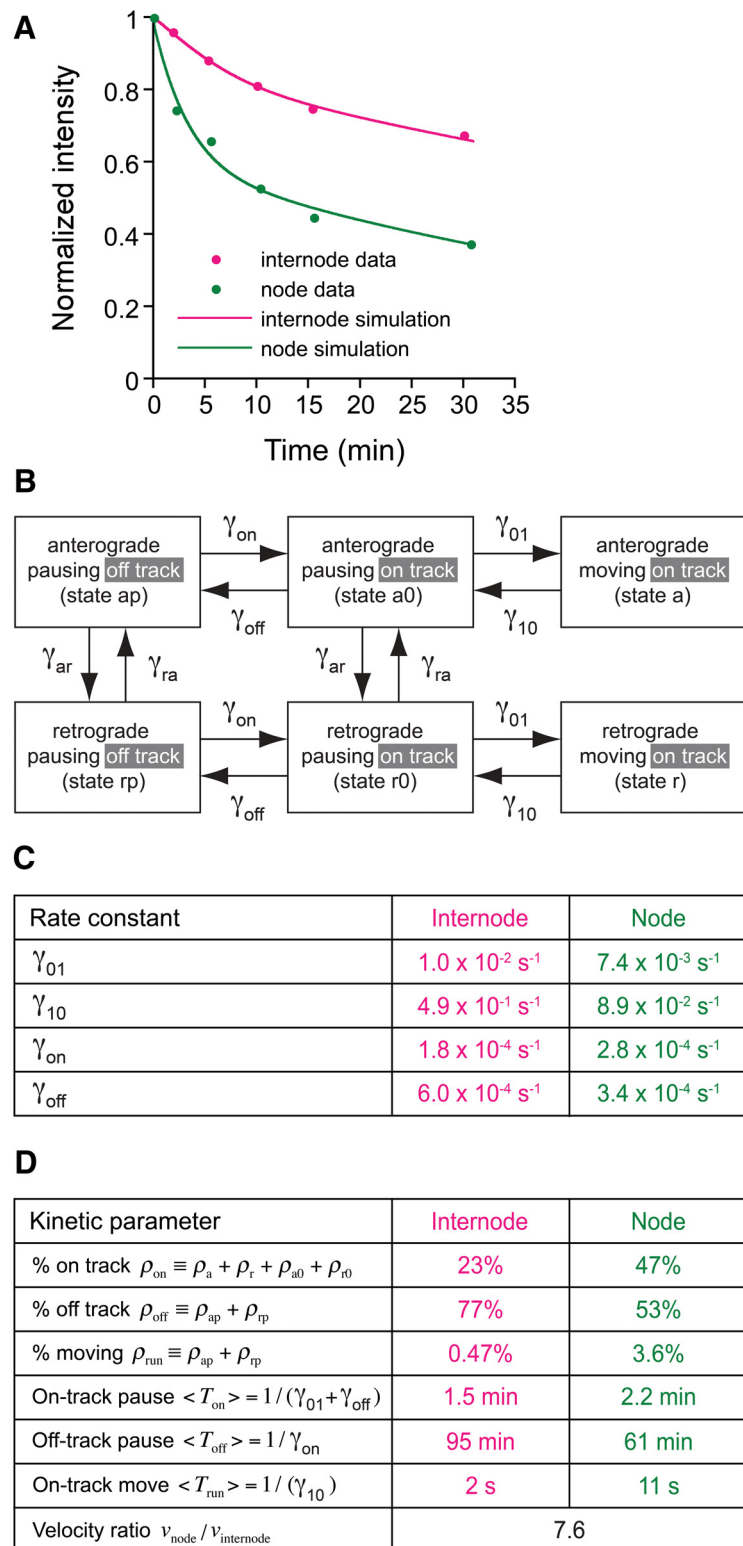 A
Normalized intensity
1
0.8
0.6
0.4
0.2
0
internode data
node data
internode simulation
node simulation
0 5 10 15 20 25 30 35
Time (min)
B
anterograde
pausing off track
(state ap)
γon
γoff
anterograde
pausing on track
(state a0)
γ01
γ10
anterograde
moving on track
(state a)
γar
γra
γar
γra
retrograde
pausing off track
(state rp)
γon
γoff
retrograde
pausing on track
(state r0)
γ01
γ10
retrograde
moving on track
(state r)
C
Rate constant Internode Node
γ01 1.0 x 10⁻² s⁻¹ 7.4 x 10⁻³ s⁻¹
γ10 4.9 x 10⁻¹ s⁻¹ 8.9 x 10⁻² s⁻¹
γon 1.8 x 10⁻⁴ s⁻¹ 2.8 x 10⁻⁴ s⁻¹
γoff 6.0 x 10⁻⁴ s⁻¹ 3.4 x 10⁻⁴ s⁻¹
D
Kinetic parameter Internode Node
% on track ρon ≡ ρa + ρr + ρa0 + ρr0 23% 47%
% off track ρoff ≡ ρap + ρrp 77% 53%
% moving ρrun ≡ ρap + ρrp 0.47% 3.6%
On-track pause <Ton> = 1/(γ01+γoff) 1.5 min 2.2 min
Off-track pause <Toff> = 1/γon 95 min 61 min
On-track move <Trun> = 1/(γ10) 2 s 11 s
Velocity ratio vnode/vinternode 7.6